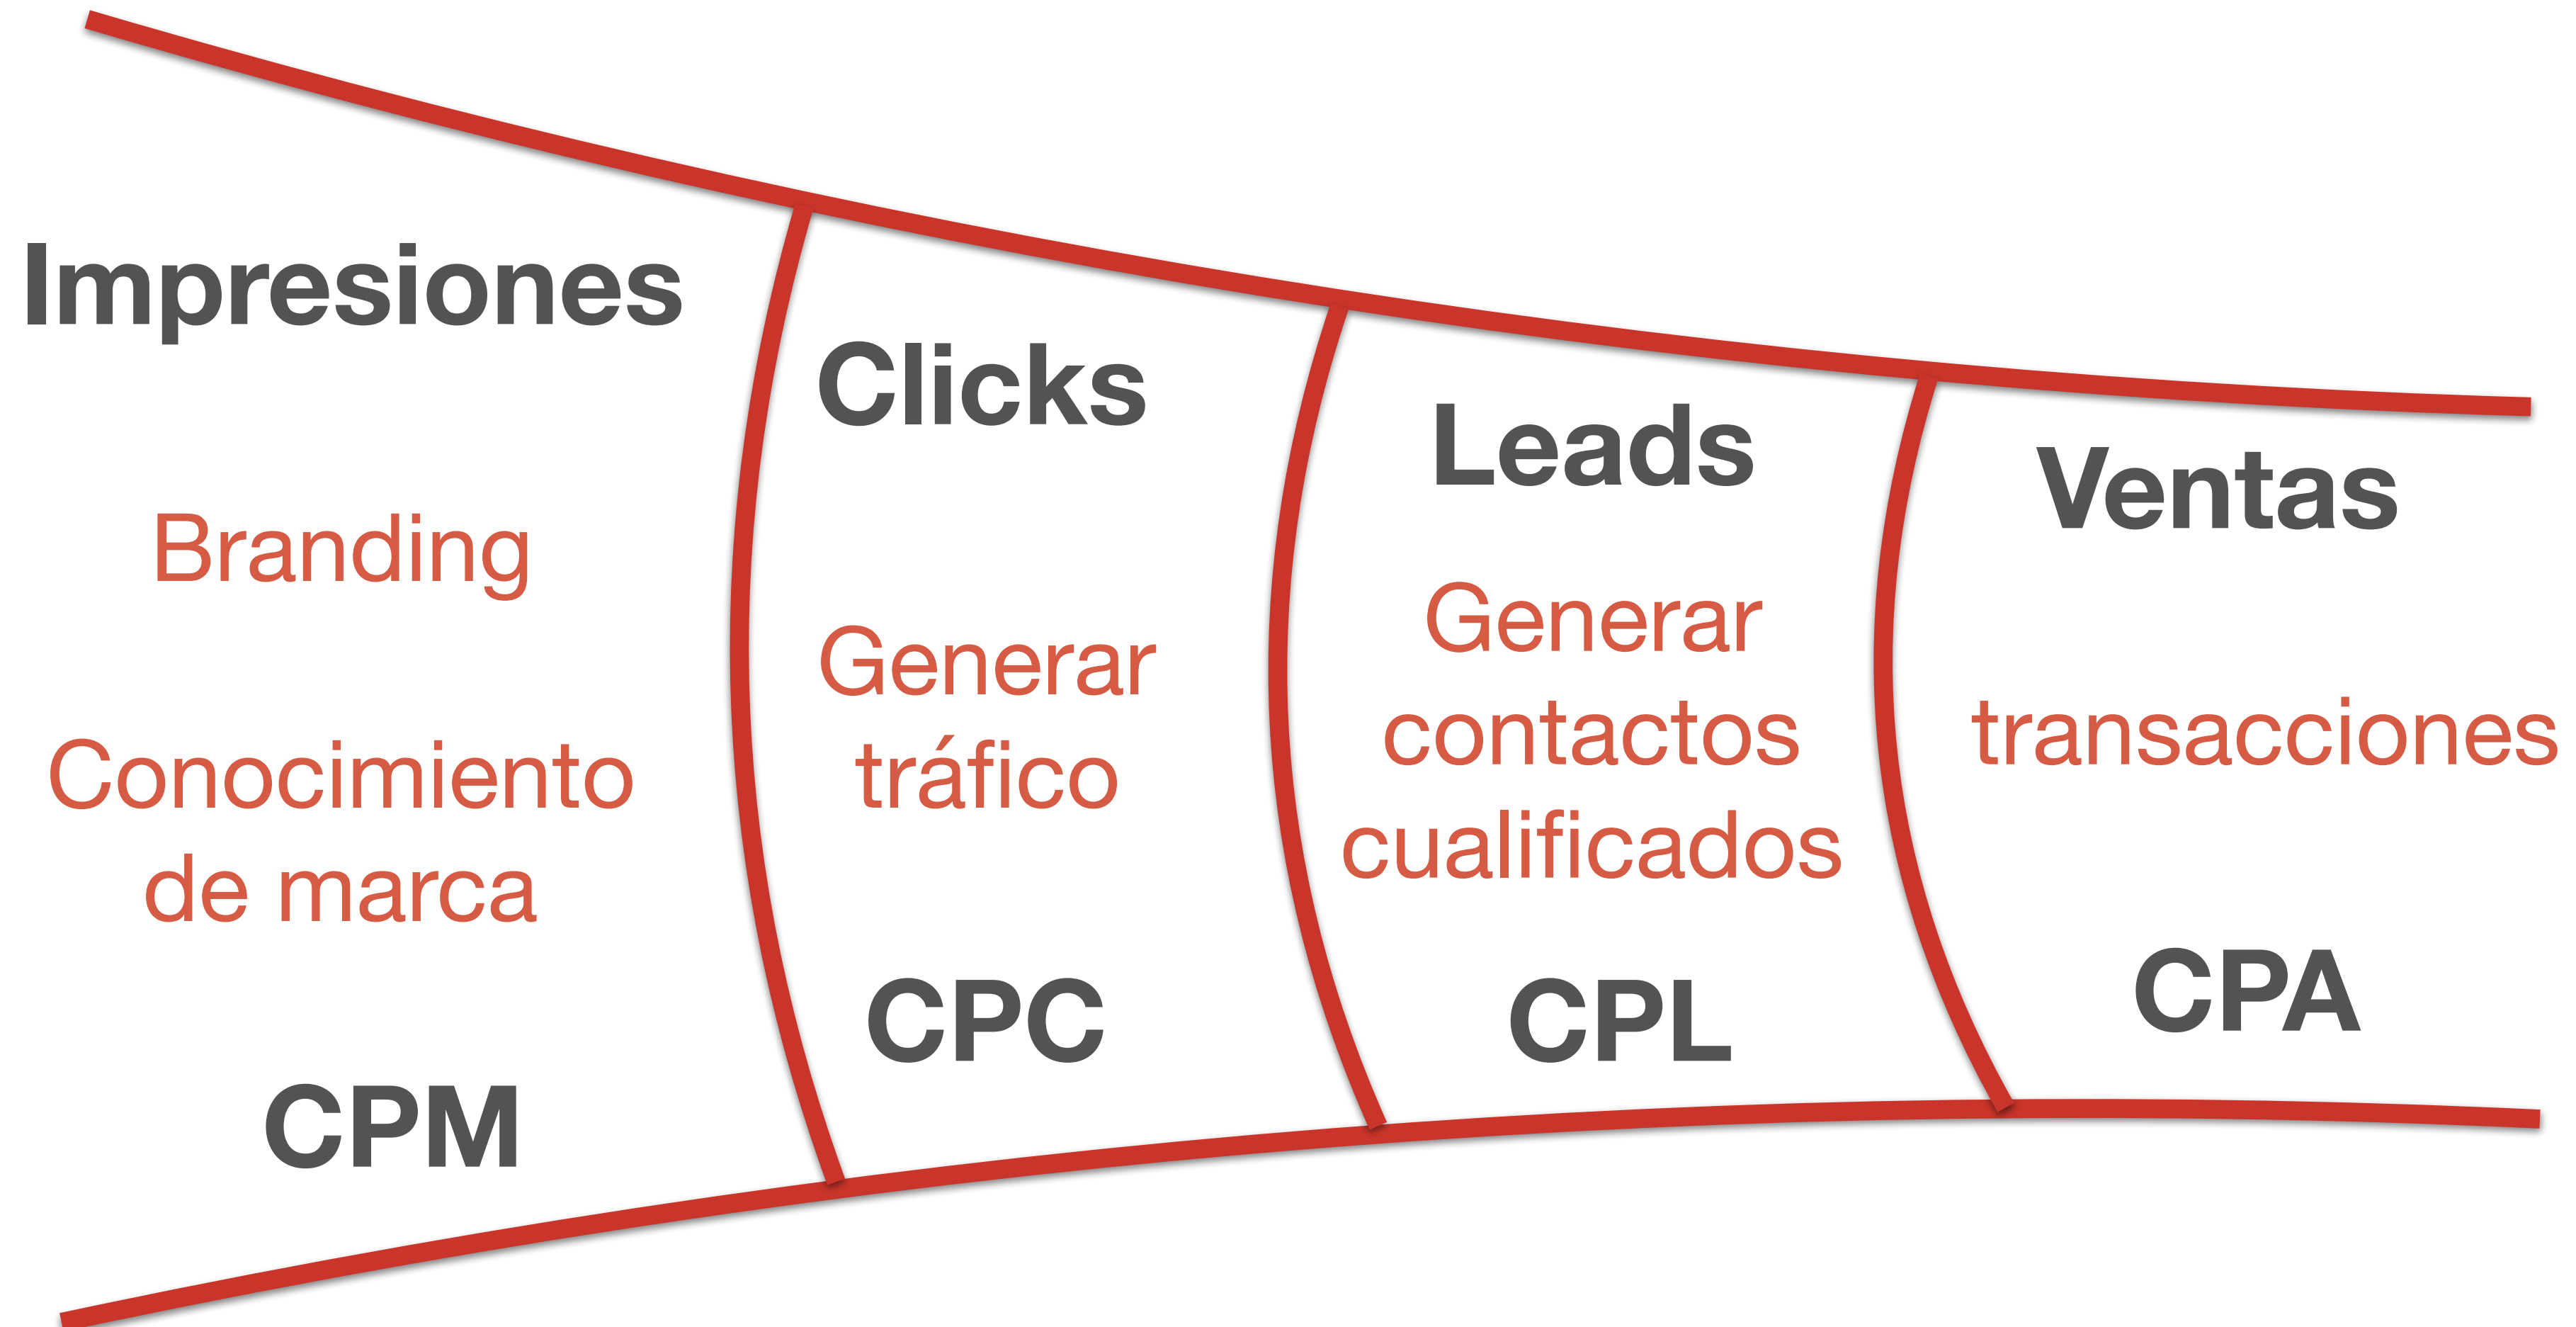 Impresiones
Branding
Conocimiento
de marca
CPM
Clicks
Generar
tráfico
CPC
Leads
Generar
contactos
cualificados
CPL
Ventas
transacciones
CPA